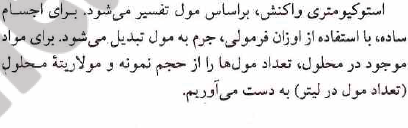 استوکیومتری واکنش، براساس مول تفسیر می‌شود. بـرای اجسـام
ساده، با استفاده از اوزان فرمولی، جرم به مول تبدیل می‌شود. برای مواد
موجود در محلول، تعداد مول‌ها را از حجم نمونه و مولاریتهٔ محلول
(تعداد مول در لیتر) به دست می‌آوریم.